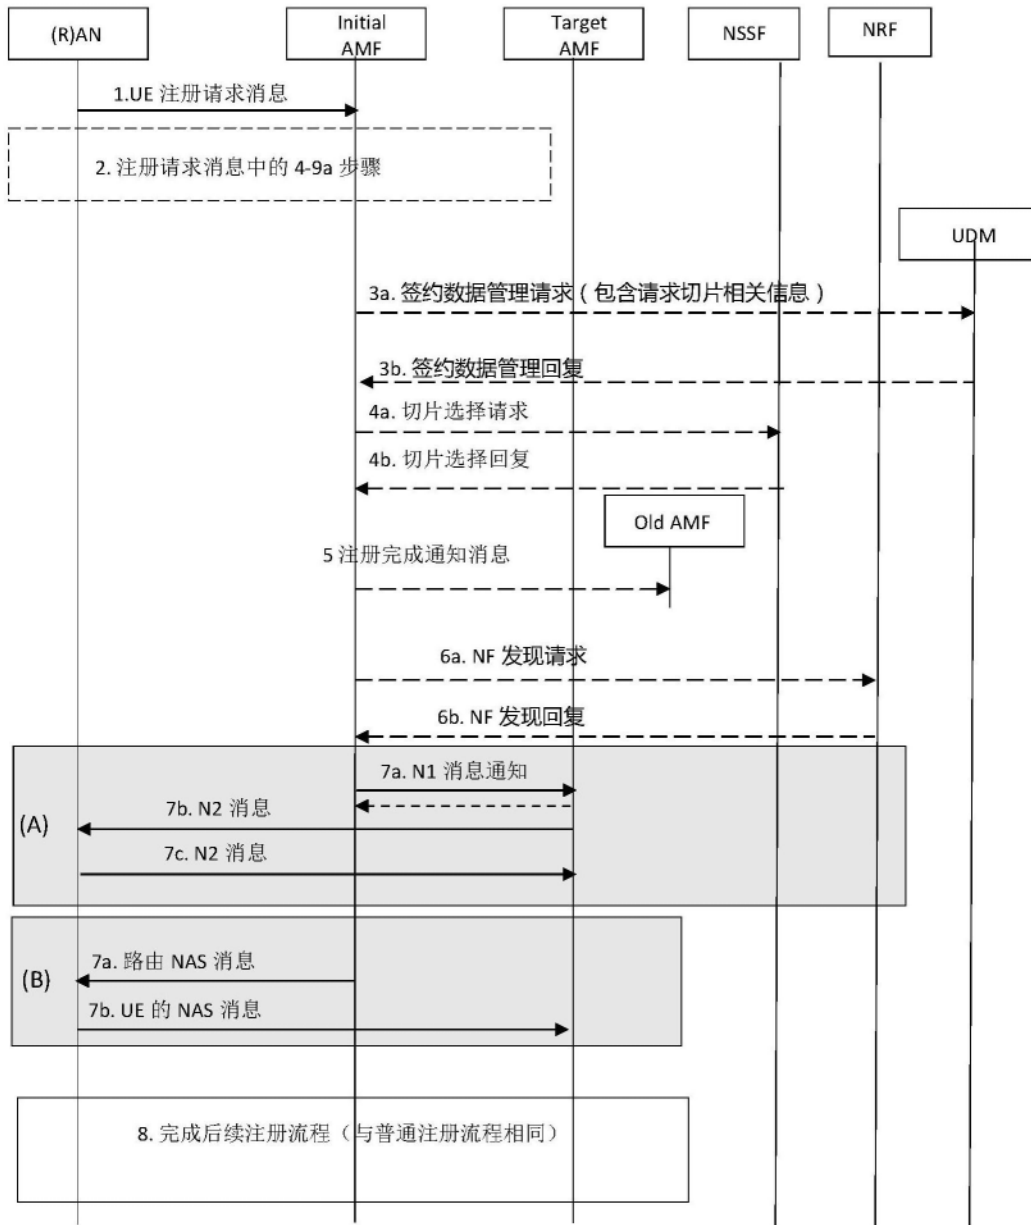 (R)AN
Initial
AMF
Target
AMF
NSSF
NRF
1.UE 注册请求消息
2. 注册请求消息中的 4-9a 步骤
UDM
3a. 签约数据管理请求（包含请求切片相关信息）
3b. 签约数据管理回复
4a. 切片选择请求
4b. 切片选择回复
Old AMF
5 注册完成通知消息
6a. NF 发现请求
6b. NF 发现回复
(A)
7a. N1 消息通知
7b. N2 消息
7c. N2 消息
(B)
7a. 路由 NAS 消息
7b. UE 的 NAS 消息
8. 完成后续注册流程（与普通注册流程相同）